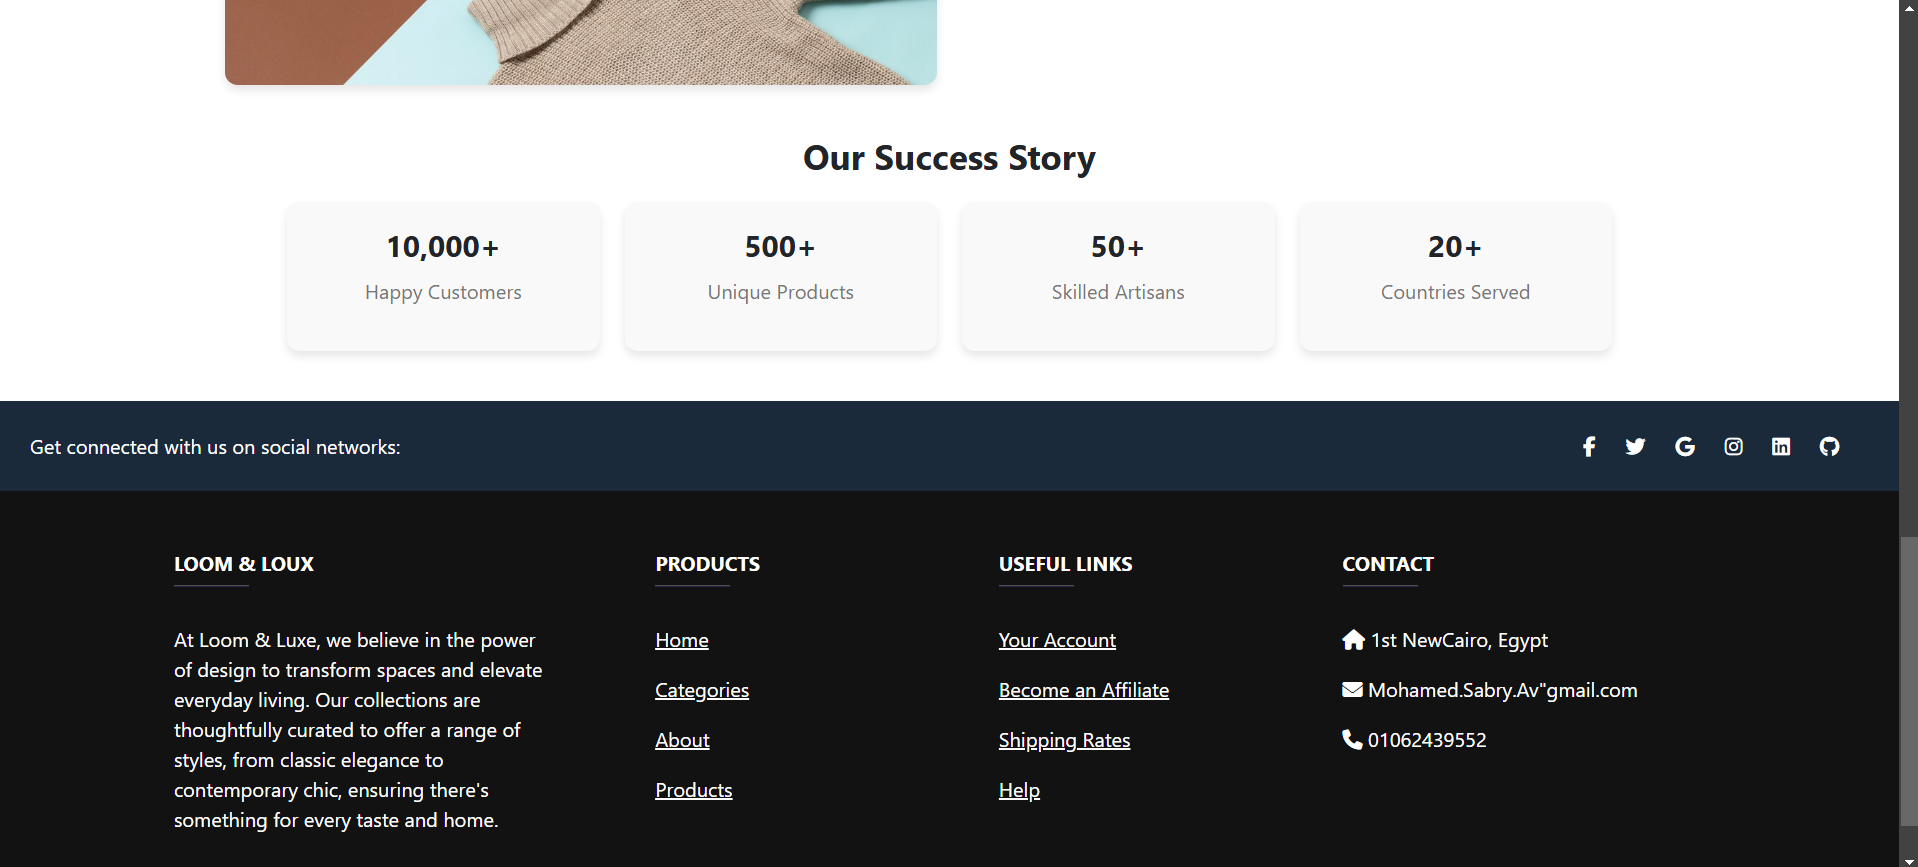 Our Success Story
10,000+
Happy Customers
500+
Unique Products
50+
Skilled Artisans
20+
Countries Served
Get connected with us on social networks:
LOOM & LOUX
At Loom & Luxe, we believe in the power
of design to transform spaces and elevate
everyday living. Our collections are
thoughtfully curated to offer a range of
styles, from classic elegance to
contemporary chic, ensuring there's
something for every taste and home.
PRODUCTS
Home
Categories
About
Products
USEFUL LINKS
Your Account
Become an Affiliate
Shipping Rates
Help
CONTACT
1st NewCairo, Egypt
Mohamed.Sabry.Av"gmail.com
01062439552